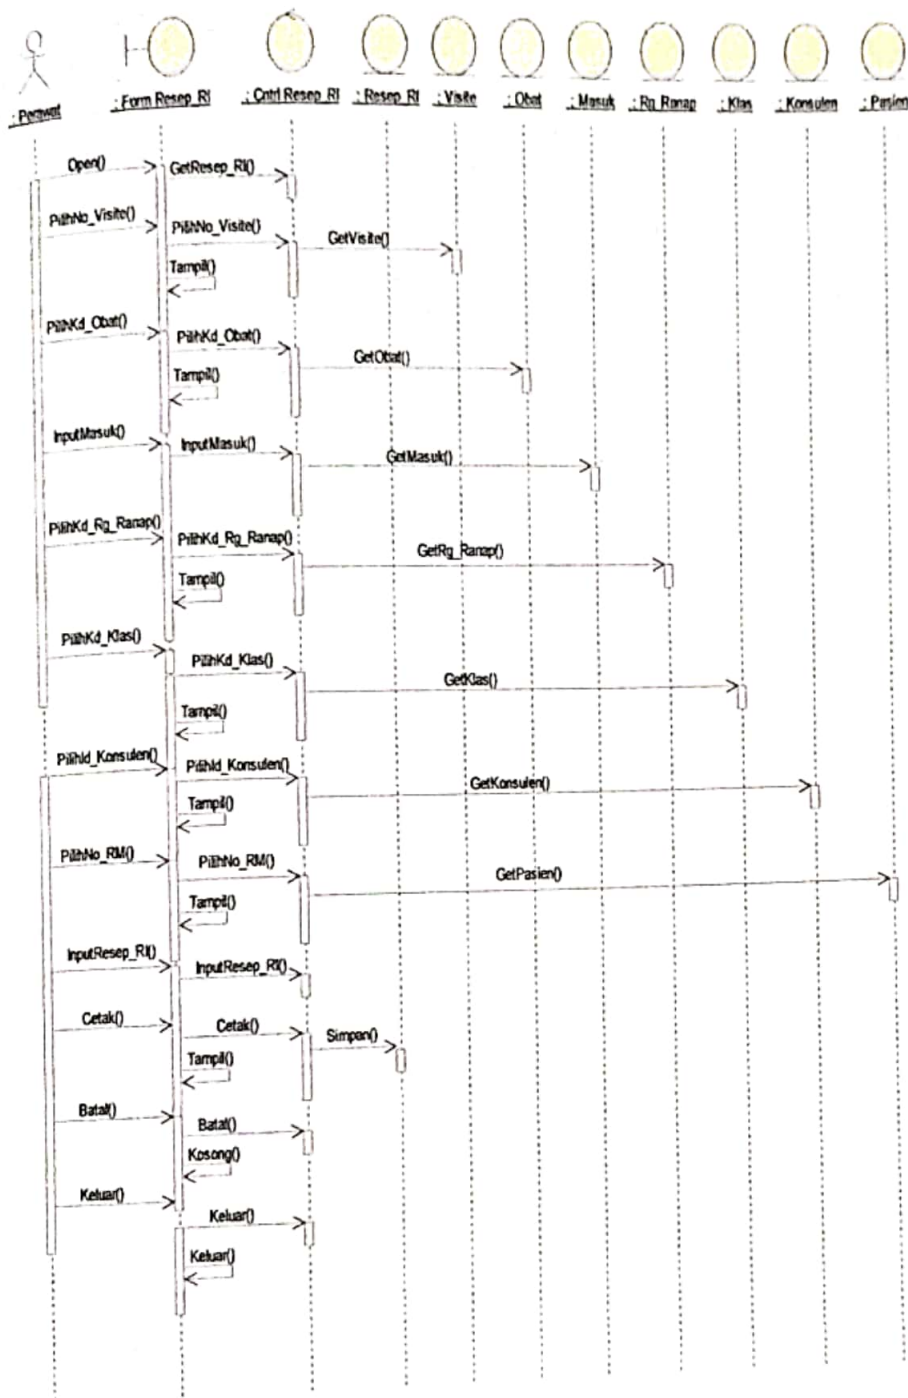 : Perawat
: Form Resep_RI
: Cntrl Resep_RI
: Resep_RI
: Visite
: Obat
: Masuk
: Rg_Ranap
: Klas
: Konsulen
: Pasien
Open()
GetResep_RI()
PilihNo_Visite()
PilihNo_Visite()
GetVisite()
Tampil()
PilihKd_Obat()
PilihKd_Obat()
GetObat()
Tampil()
InputMasuk()
InputMasuk()
GetMasuk()
PilihKd_Rg_Ranap()
PilihKd_Rg_Ranap()
GetRg_Ranap()
Tampil()
PilihKd_Klas()
PilihKd_Klas()
GetKlas()
Tampil()
PilihId_Konsulen()
PilihId_Konsulen()
GetKonsulen()
Tampil()
PilihNo_RM()
PilihNo_RM()
GetPasien()
Tampil()
InputResep_RI()
InputResep_RI()
Cetak()
Cetak()
Simpan()
Tampil()
Batal()
Batal()
Kosong()
Keluar()
Keluar()
Keluar()